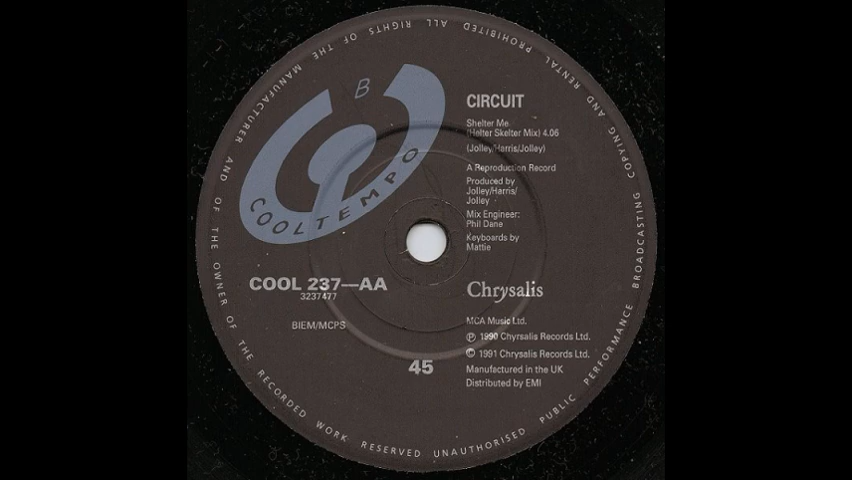 B
COOLTEMPO
CIRCUIT
Shelter Me
(Helter Skelter Mix) 4.06
(Jolley/Harris/Jolley)
A Reproduction Record
Produced by
Jolley/Harris/
Jolley
Mix Engineer:
Phil Dane
Keyboards by
Mattie
COOL 237—AA
3237477
BIEM/MCPS
Chrysalis
MCA Music Ltd.
℗ 1990 Chyrsalis Records Ltd.
© 1991 Chrysalis Records Ltd.
Manufactured in the UK
Distributed by EMI
45
ALL RIGHTS OF THE MANUFACTURER AND OF THE OWNER OF THE RECORDED WORK RESERVED UNAUTHORISED PUBLIC PERFORMANCE BROADCASTING COPYING AND RENTAL PROHIBITED